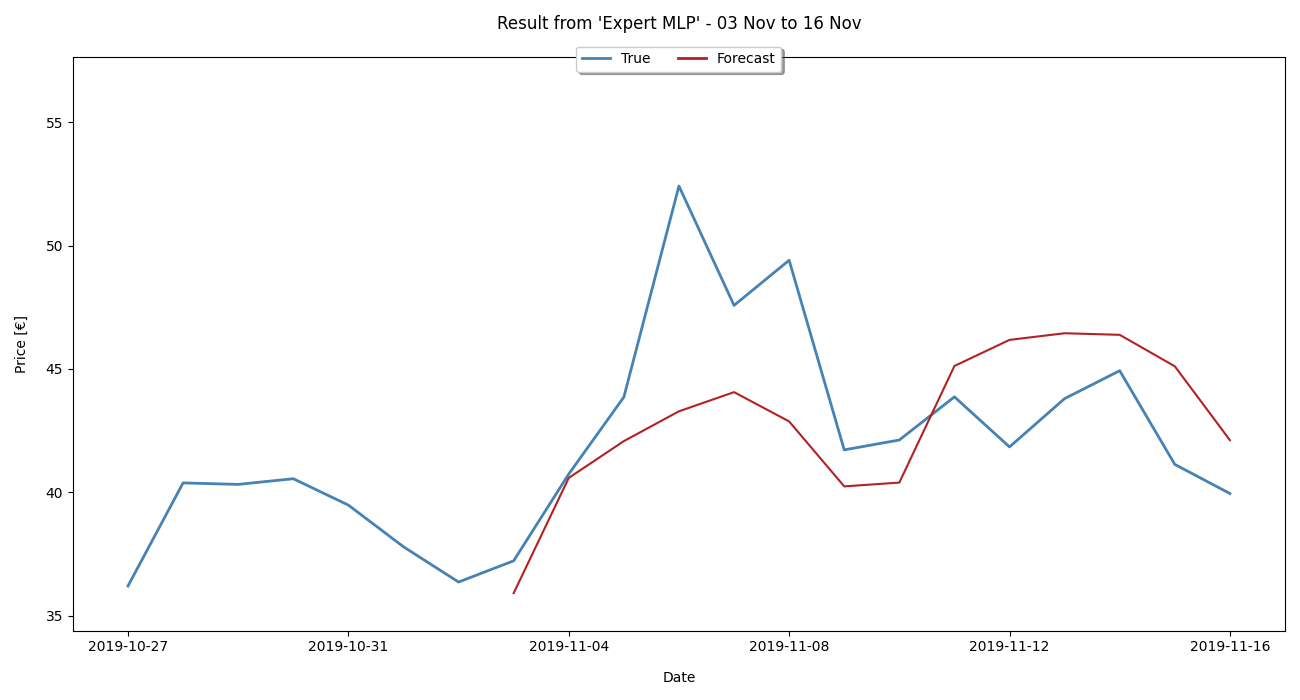 Result from 'Expert MLP' - 03 Nov to 16 Nov
True Forecast
55
50
45
40
35
Price [€]
2019-10-27 2019-10-31 2019-11-04 2019-11-08 2019-11-12 2019-11-16
Date